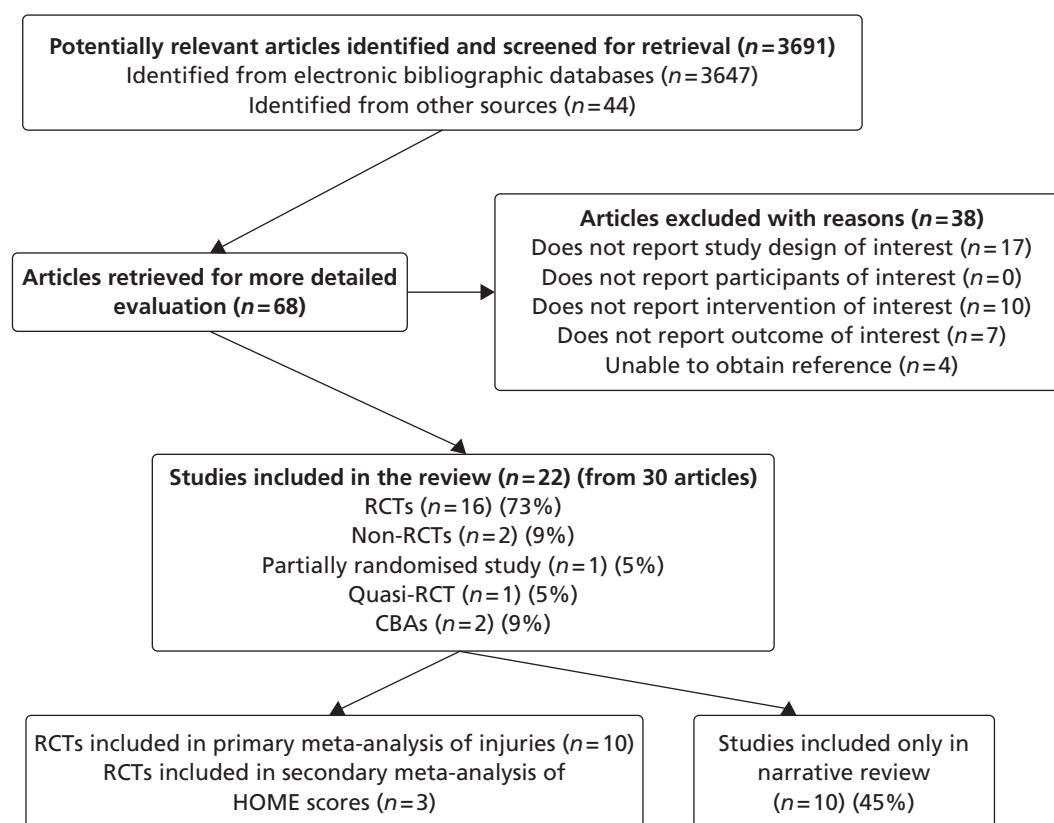 Potentially relevant articles identified and screened for retrieval (n=3691)
Identified from electronic bibliographic databases (n=3647)
Identified from other sources (n=44)
Articles excluded with reasons (n=38)
Does not report study design of interest (n=17)
Does not report participants of interest (n=0)
Does not report intervention of interest (n=10)
Does not report outcome of interest (n=7)
Unable to obtain reference (n=4)
Articles retrieved for more detailed
evaluation (n=68)
Studies included in the review (n=22) (from 30 articles)
RCTs (n=16) (73%)
Non-RCTs (n=2) (9%)
Partially randomised study (n=1) (5%)
Quasi-RCT (n=1) (5%)
CBAs (n=2) (9%)
RCTs included in primary meta-analysis of injuries (n=10)
RCTs included in secondary meta-analysis of
HOME scores (n=3)
Studies included only in
narrative review
(n=10) (45%)